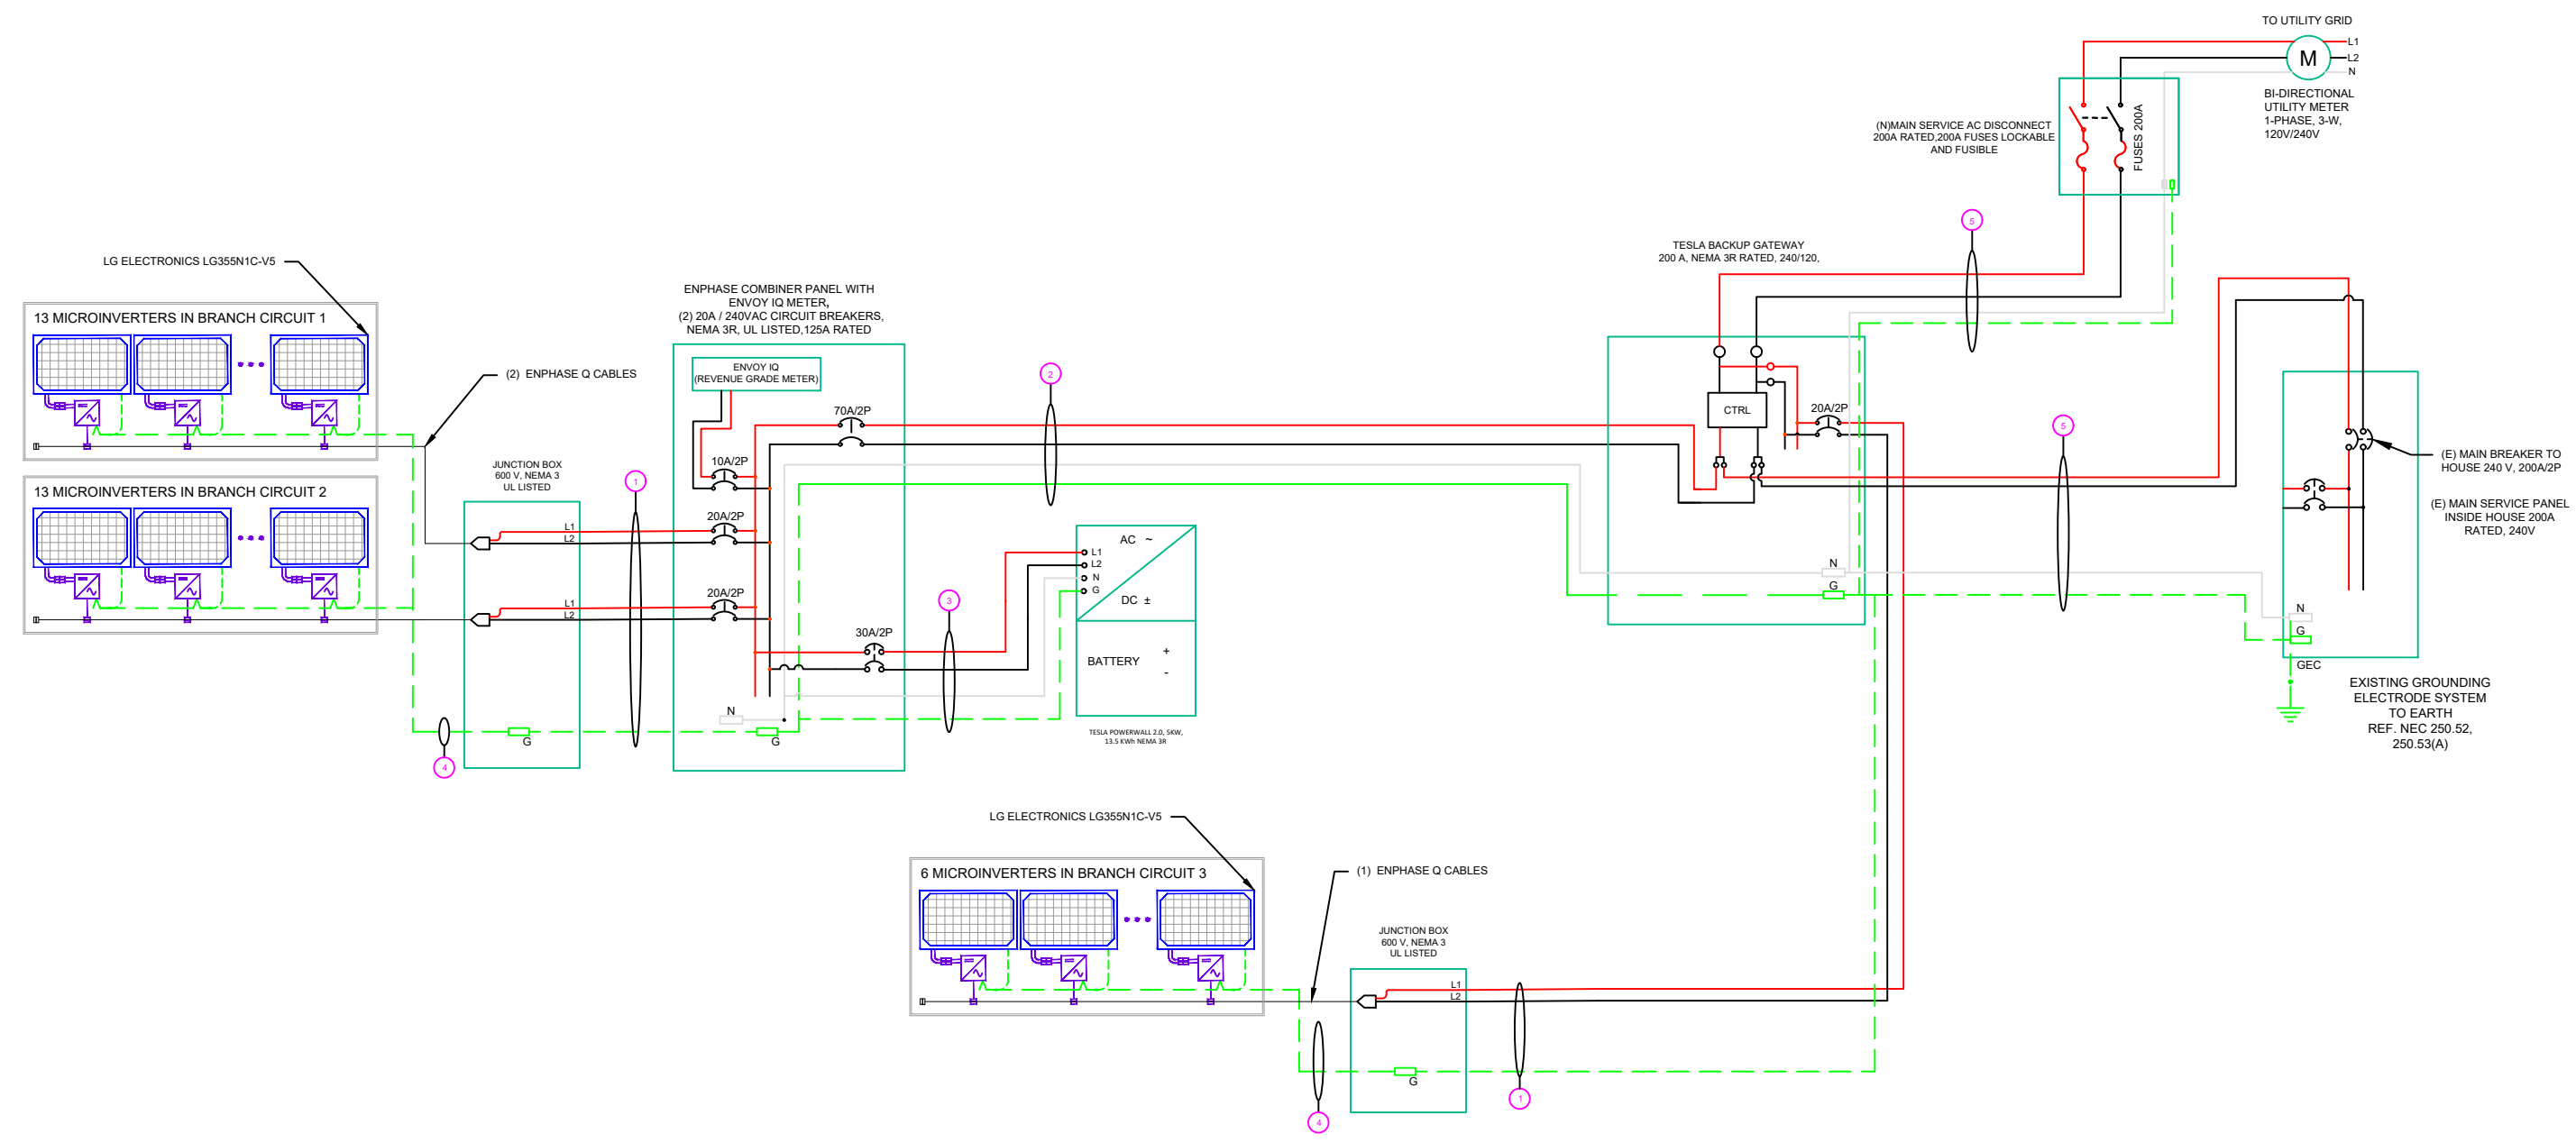 TO UTILITY GRID
L1
L2
N
M
BI-DIRECTIONAL
UTILITY METER
1-PHASE, 3-W,
120V/240V
(N)MAIN SERVICE AC DISCONNECT
200A RATED,200A FUSES LOCKABLE
AND FUSIBLE
FUSES 200A
5
TESLA BACKUP GATEWAY
200 A, NEMA 3R RATED, 240/120,
LG ELECTRONICS LG355N1C-V5
13 MICROINVERTERS IN BRANCH CIRCUIT 1
(2) ENPHASE Q CABLES
13 MICROINVERTERS IN BRANCH CIRCUIT 2
JUNCTION BOX
600 V, NEMA 3
UL LISTED
L1
L2
L1
L2
G
4
1
ENPHASE COMBINER PANEL WITH
ENVOY IQ METER,
(2) 20A / 240VAC CIRCUIT BREAKERS,
NEMA 3R, UL LISTED,125A RATED
ENVOY IQ
(REVENUE GRADE METER)
70A/2P
10A/2P
20A/2P
20A/2P
30A/2P
N
G
2
3
AC ~
L1
L2
N
G
DC ±
BATTERY
+
-
TESLA POWERWALL 2.0, 5KW,
13.5 KWh NEMA 3R
CTRL
20A/2P
N
G
5
(E) MAIN BREAKER TO
HOUSE 240 V, 200A/2P
(E) MAIN SERVICE PANEL
INSIDE HOUSE 200A
RATED, 240V
N
G
GEC
EXISTING GROUNDING
ELECTRODE SYSTEM
TO EARTH
REF. NEC 250.52,
250.53(A)
LG ELECTRONICS LG355N1C-V5
6 MICROINVERTERS IN BRANCH CIRCUIT 3
(1) ENPHASE Q CABLES
JUNCTION BOX
600 V, NEMA 3
UL LISTED
L1
L2
G
4
1